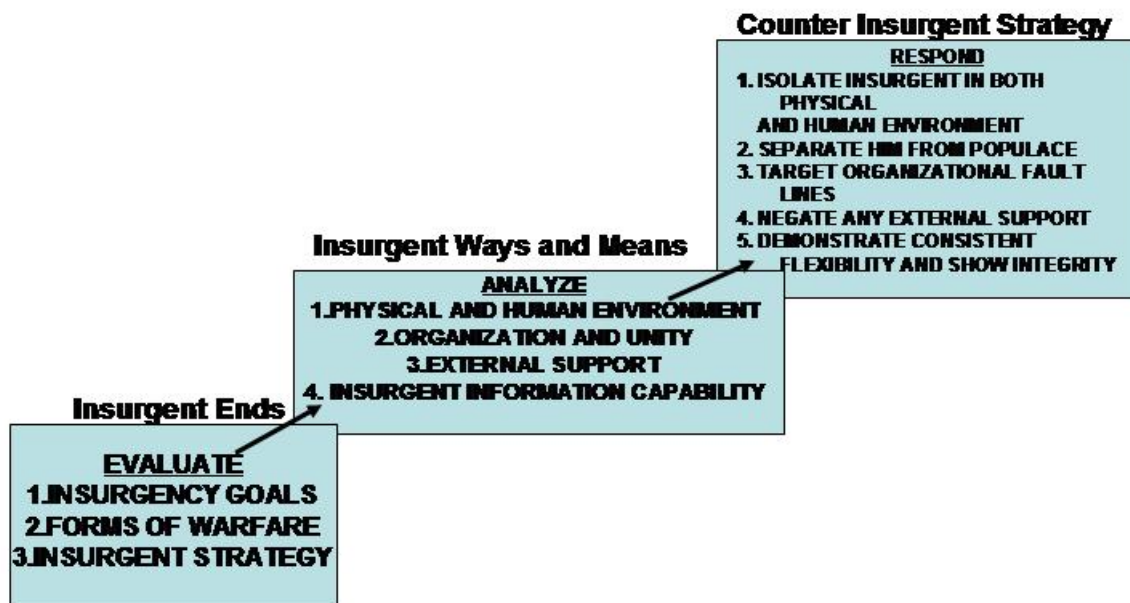 Counter Insurgent Strategy
RESPOND
1. ISOLATE INSURGENT IN BOTH
PHYSICAL
AND HUMAN ENVIRONMENT
2. SEPARATE HIM FROM POPULACE
3. TARGET ORGANIZATIONAL FAULT
LINES
4. NEGATE ANY EXTERNAL SUPPORT
5. DEMONSTRATE CONSISTENT
FLEXIBILITY AND SHOW INTEGRITY
Insurgent Ways and Means
ANALYZE
1.PHYSICAL AND HUMAN ENVIRONMENT
2.ORGANIZATION AND UNITY
3.EXTERNAL SUPPORT
4. INSURGENT INFORMATION CAPABILITY
Insurgent Ends
EVALUATE
1.INSURGENCY GOALS
2.FORMS OF WARFARE
3.INSURGENT STRATEGY